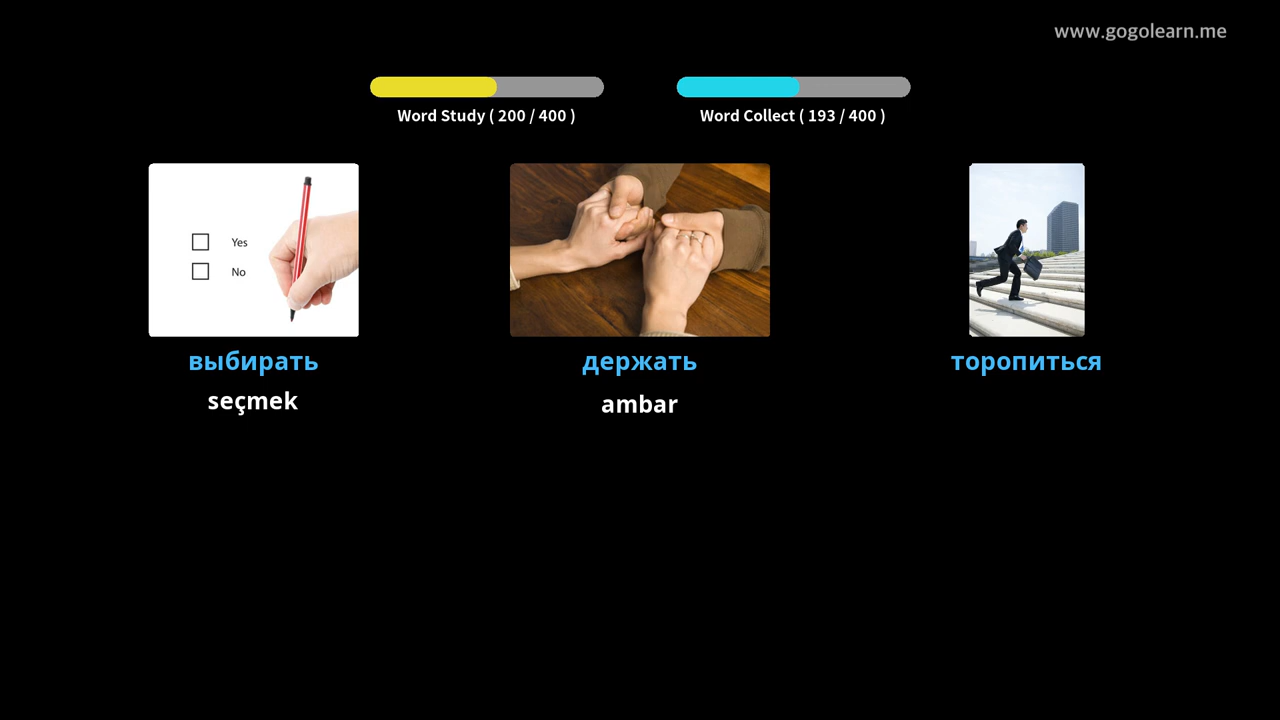 www.gogolearn.me
Word Study ( 200 / 400 )
Word Collect ( 193 / 400 )
Yes
No
выбирать
держать
торопиться
seçmek
ambar